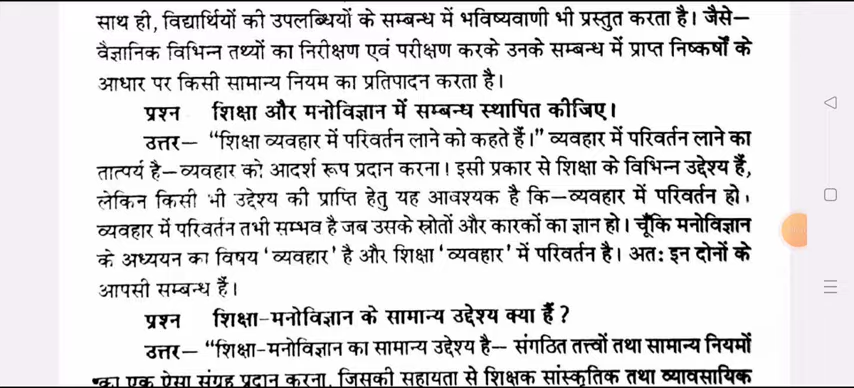 साथ ही, विद्यार्थियों की उपलब्धियों के सम्बन्ध में भविष्यवाणी भी प्रस्तुत करता है। जैसे—
वैज्ञानिक विभिन्न तथ्यों का निरीक्षण एवं परीक्षण करके उनके सम्बन्ध में प्राप्त निष्कर्षों के
आधार पर किसी सामान्य नियम का प्रतिपादन करता है।
प्रश्न शिक्षा और मनोविज्ञान में सम्बन्ध स्थापित कीजिए।
उत्तर— “शिक्षा व्यवहार में परिवर्तन लाने को कहते हैं।” व्यवहार में परिवर्तन लाने का
तात्पर्य है—व्यवहार को आदर्श रूप प्रदान करना। इसी प्रकार से शिक्षा के विभिन्न उद्देश्य हैं,
लेकिन किसी भी उद्देश्य की प्राप्ति हेतु यह आवश्यक है कि—व्यवहार में परिवर्तन हो।
व्यवहार में परिवर्तन तभी सम्भव है जब उसके स्रोतों और कारकों का ज्ञान हो। चूँकि मनोविज्ञान
के अध्ययन का विषय ‘व्यवहार’ है और शिक्षा ‘व्यवहार’ में परिवर्तन है। अतः इन दोनों के
आपसी सम्बन्ध हैं।
प्रश्न शिक्षा-मनोविज्ञान के सामान्य उद्देश्य क्या हैं ?
उत्तर— “शिक्षा-मनोविज्ञान का सामान्य उद्देश्य है— संगठित तत्त्वों तथा सामान्य नियमों
का एक ऐसा संग्रह प्रदान करना, जिसकी सहायता से शिक्षक सांस्कृतिक तथा व्यावसायिक